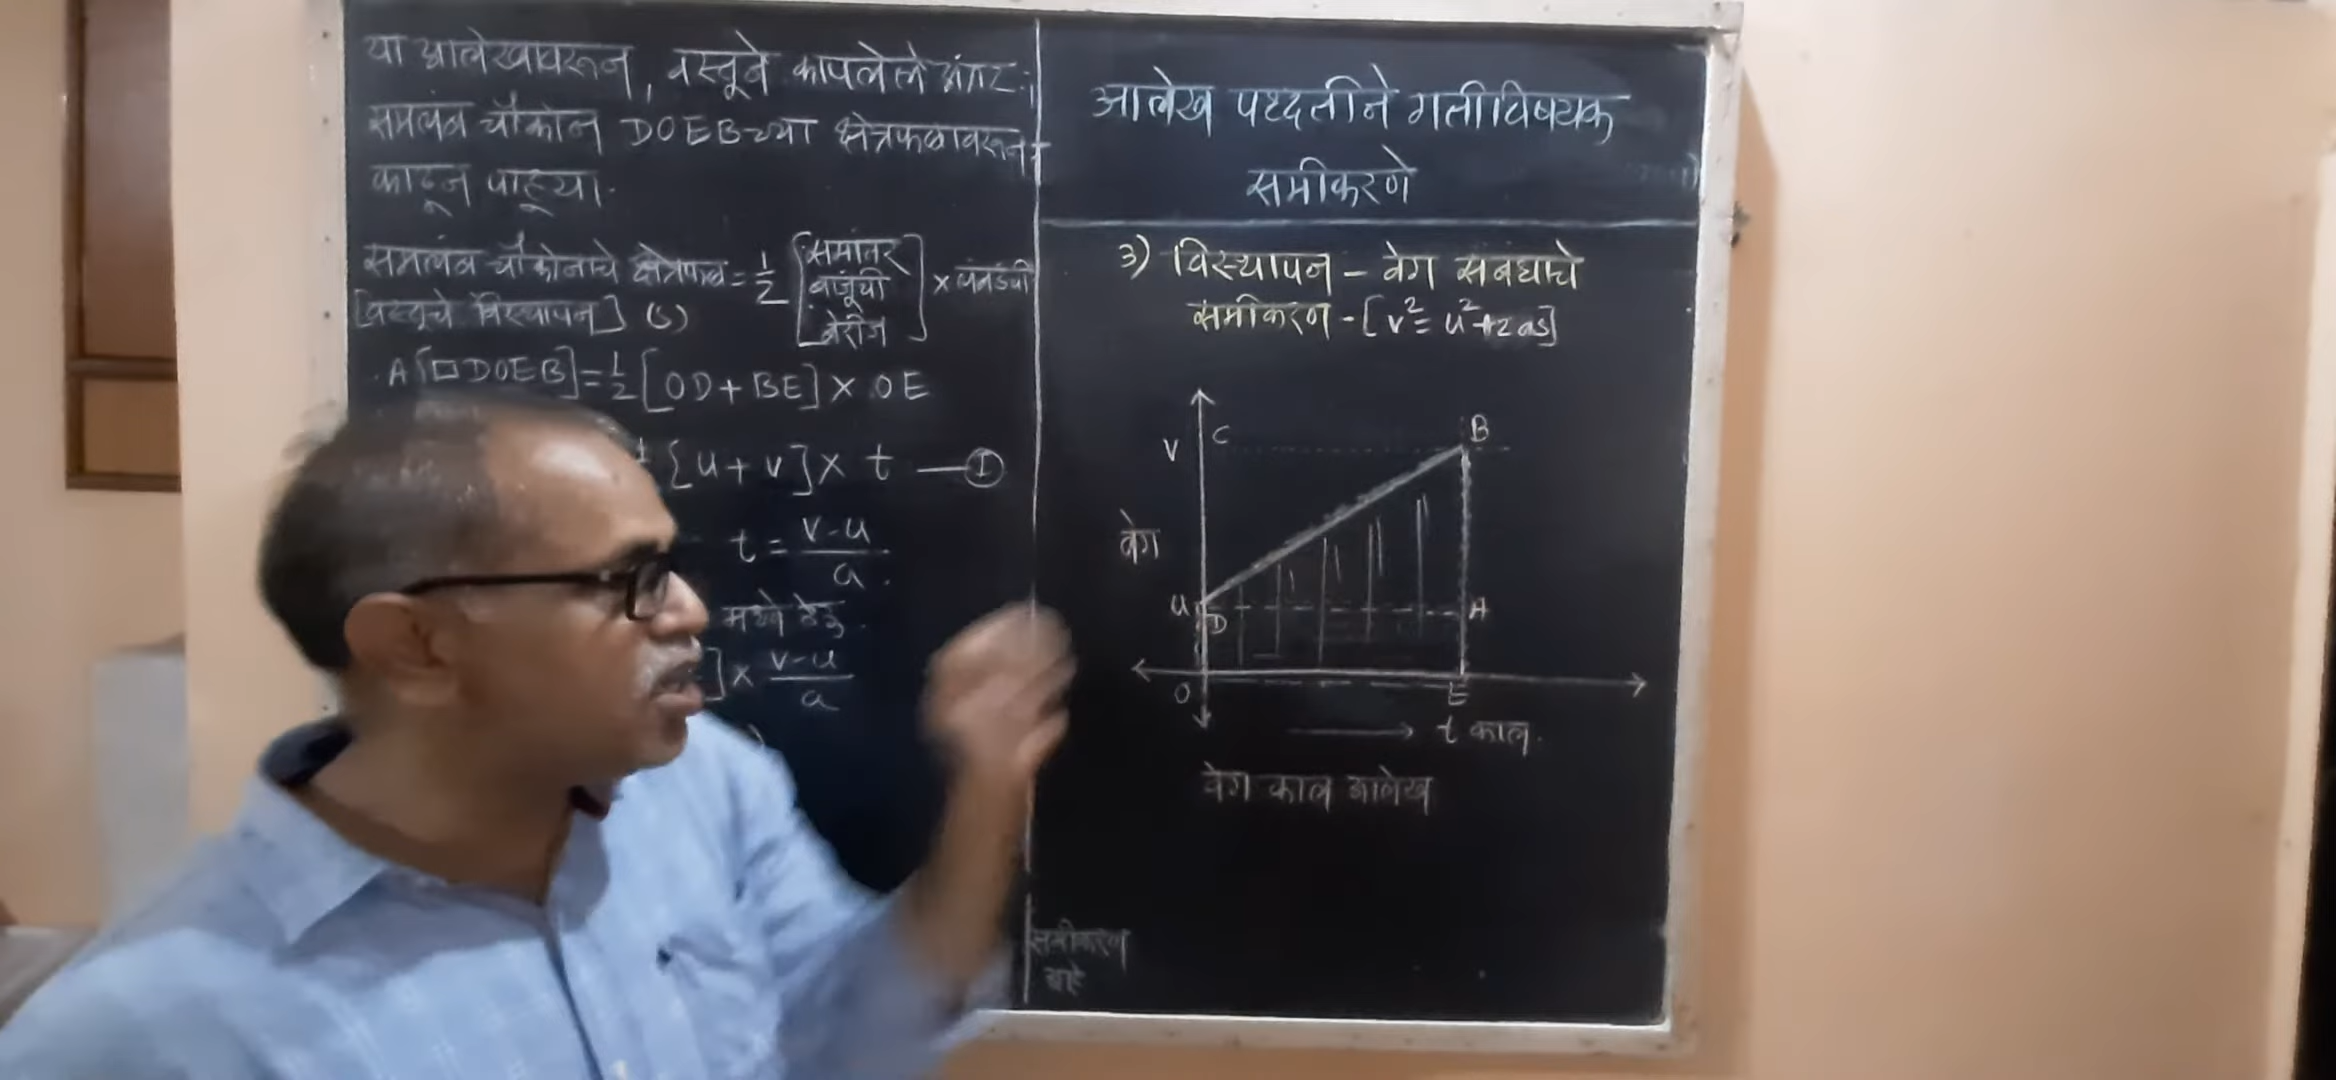 या आलेखावरून, वस्तूने कापलेले अंतर
समलंब चौकोन DOEB च्या क्षेत्रफळावरून
काढून पाहूया.
समलंब चौकोनाचे क्षेत्रफळ = 1/2 [समांतर बाजूंची बेरीज] × लंबउंची
[वस्तूचे विस्थापन] (s)
A[□DOEB] = 1/2 [OD + BE] × OE
[u + v] × t — I
t = v-u / a.
मध्ये ठेवू.
] × v-u / a
समीकरण
आहे
आलेख पध्दतीने गतीविषयक
समीकरणे
3) विस्थापन - वेग संबंधाचे
समीकरण - [v² = u² + 2as]
C
B
v
वेग
u
D
A
O
E
→ t काल.
वेग काल आलेख